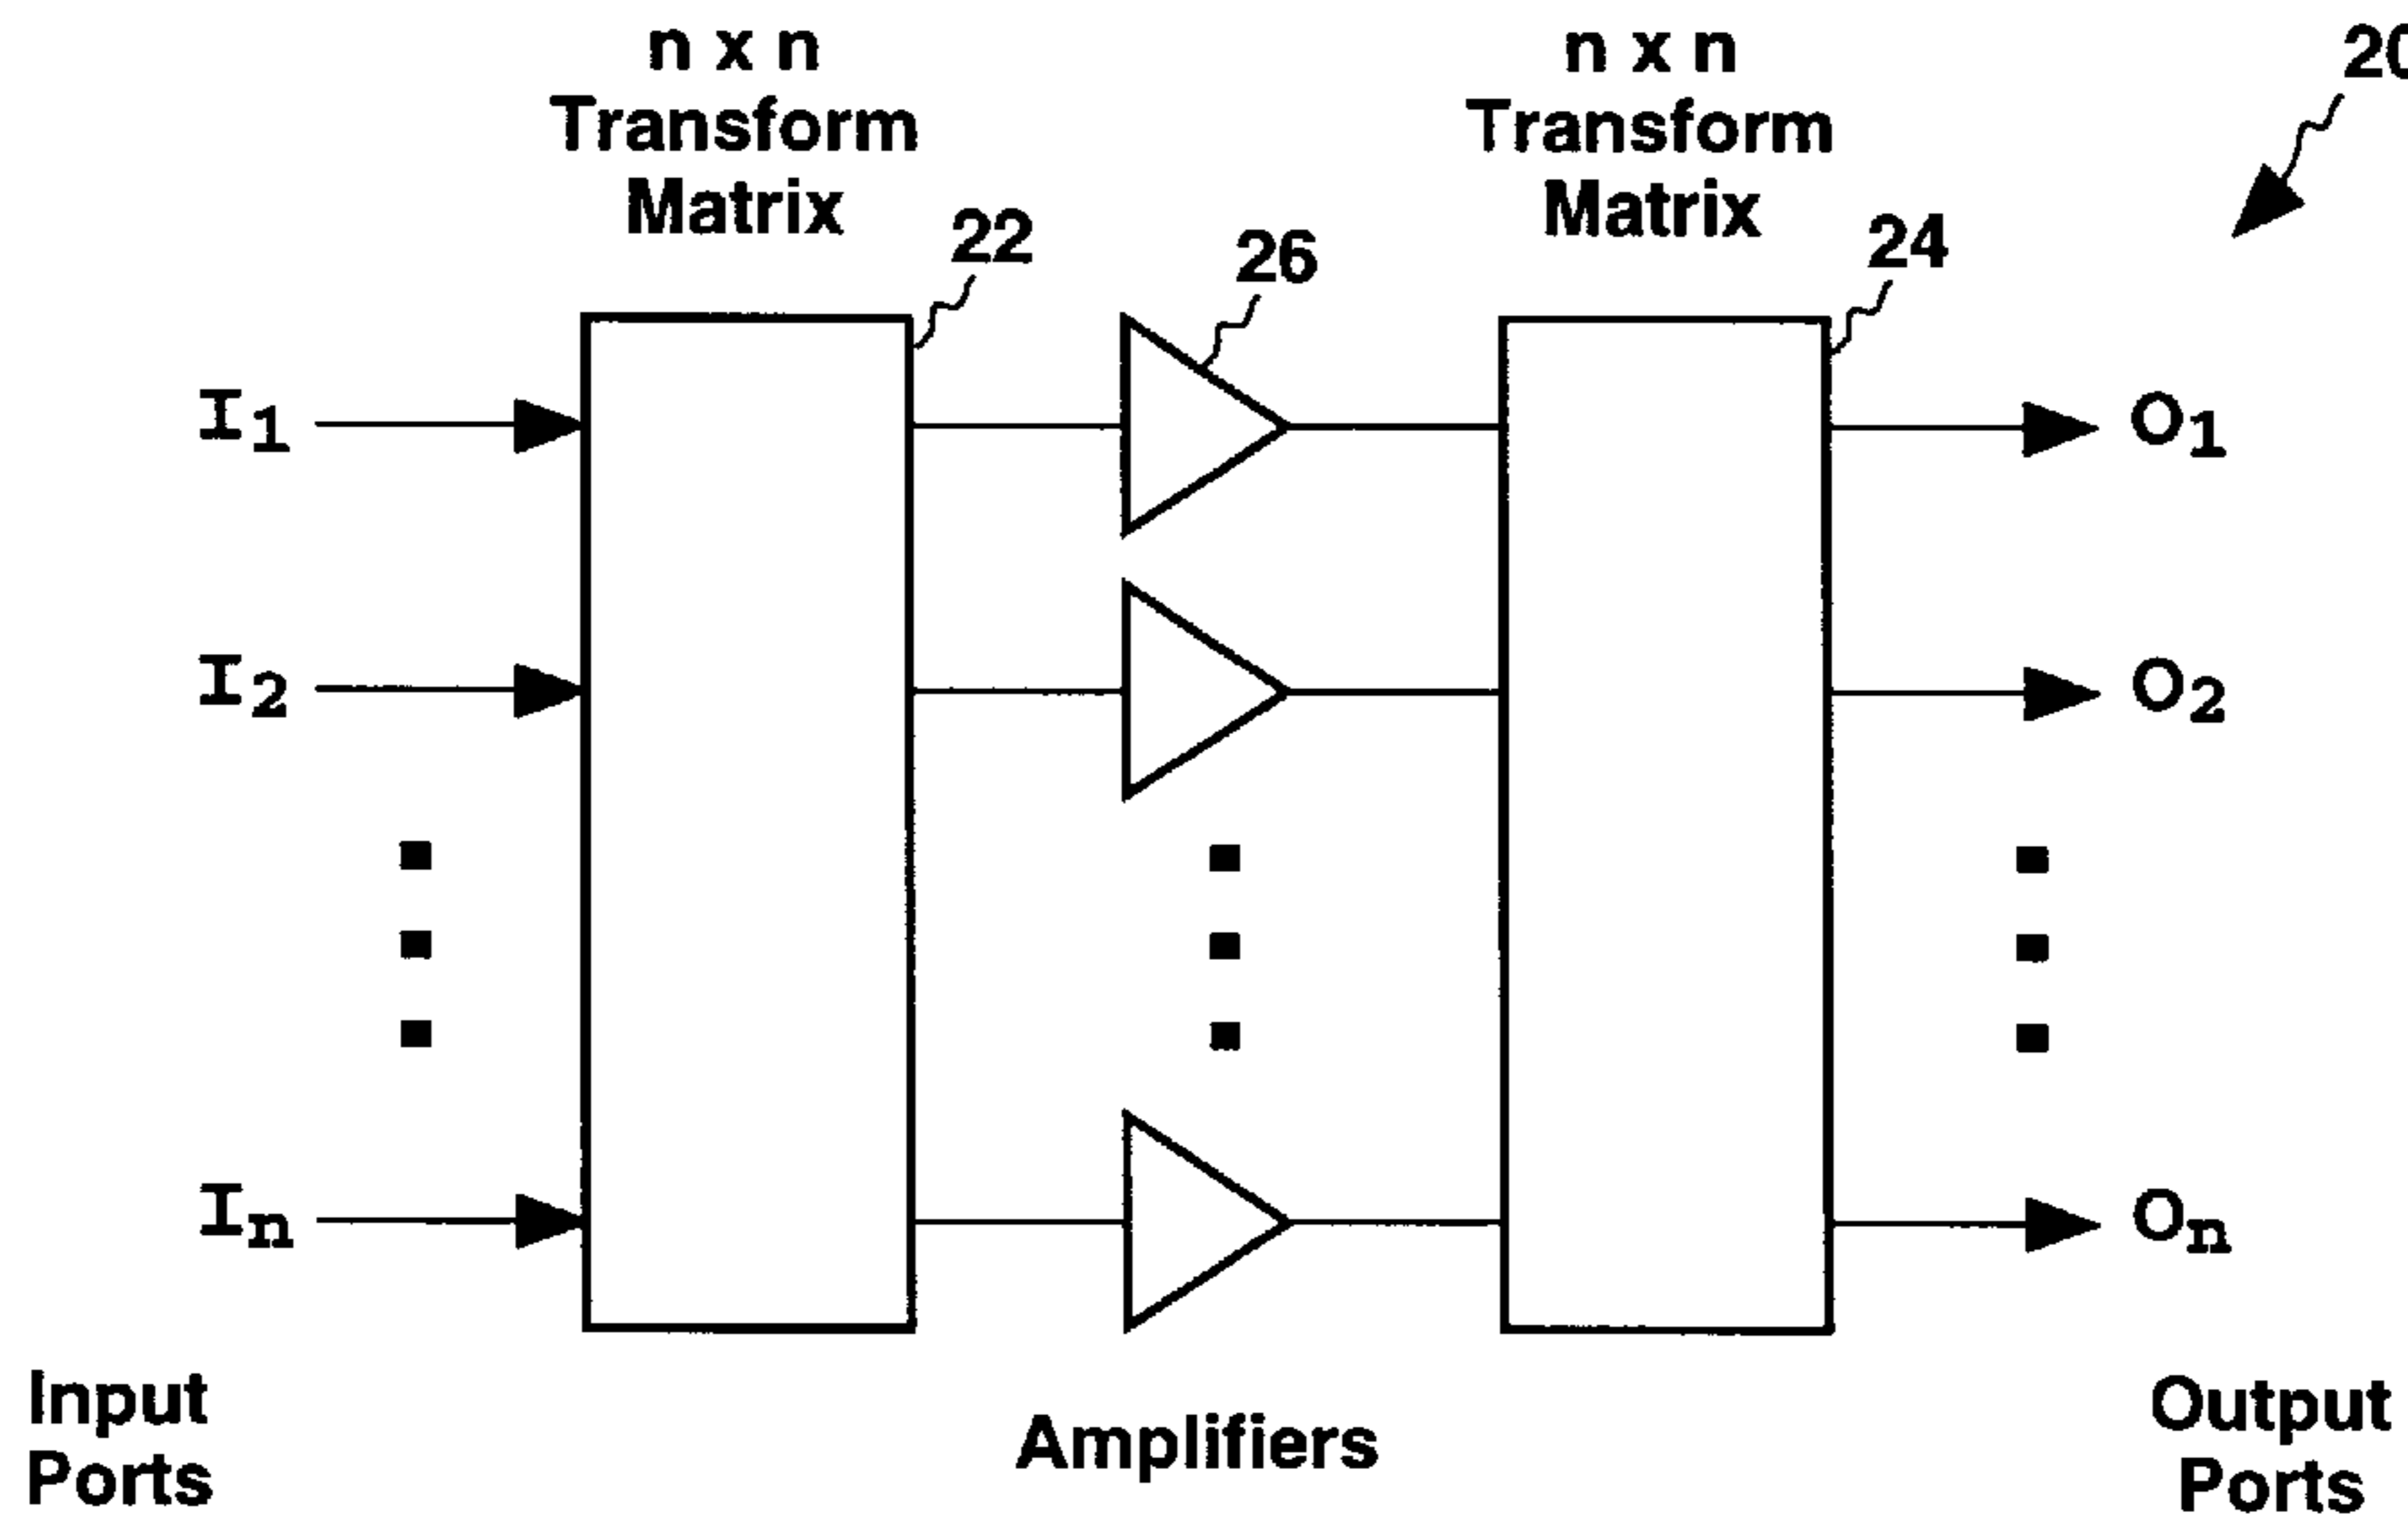 n x n
Transform
Matrix
n x n
Transform
Matrix
20
22
26
24
I1
O1
I2
O2
In
On
Input
Ports
Amplifiers
Output
Ports